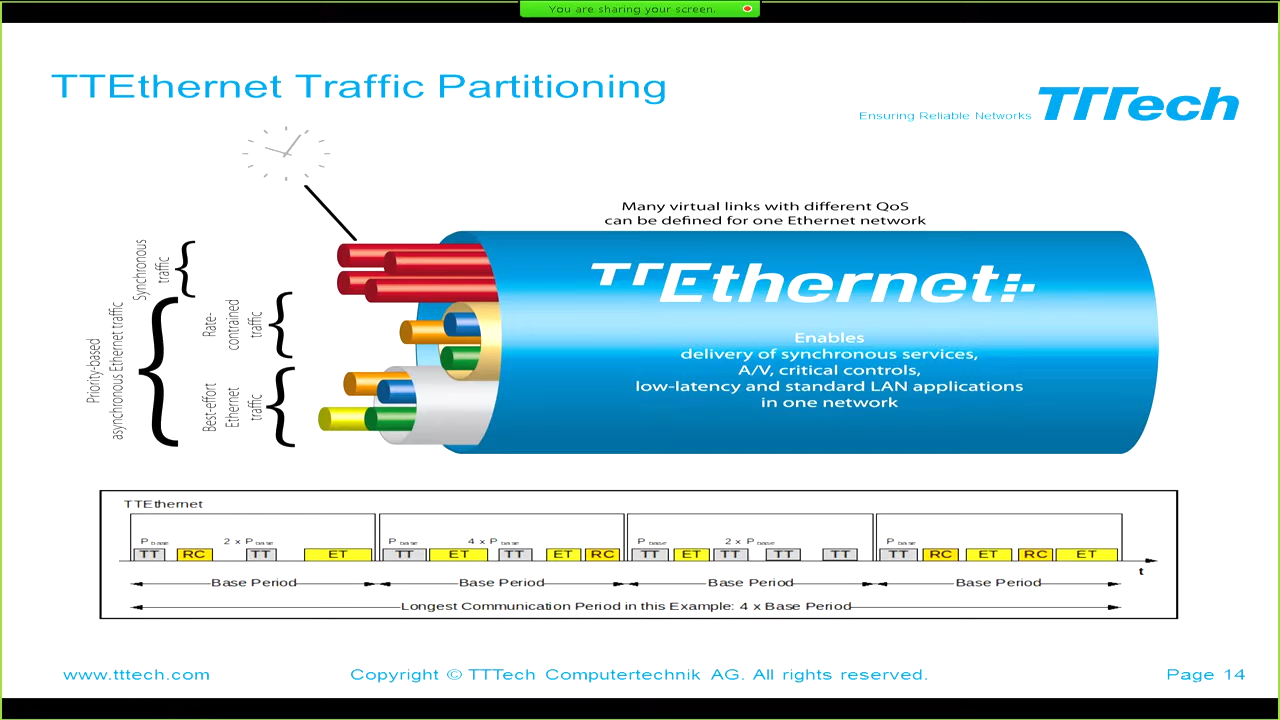 You are sharing your screen.
TTEthernet Traffic Partitioning
Ensuring Reliable Networks TTTech
Many virtual links with different QoS
can be defined for one Ethernet network
Synchronous
traffic
Priority-based
asynchronous Ethernet traffic
Rate-
contrained
traffic
Best-effort
Ethernet
traffic
TTEthernet
Enables
delivery of synchronous services,
A/V, critical controls,
low-latency and standard LAN applications
in one network
TTEthernet
P base 2 x P base P base 4 x P base P base 2 x P base P base
TT RC TT ET TT ET TT ET RC TT ET TT TT TT TT RC ET RC ET
t
Base Period Base Period Base Period Base Period
Longest Communication Period in this Example: 4 x Base Period
www.tttech.com Copyright © TTTech Computertechnik AG. All rights reserved. Page 14